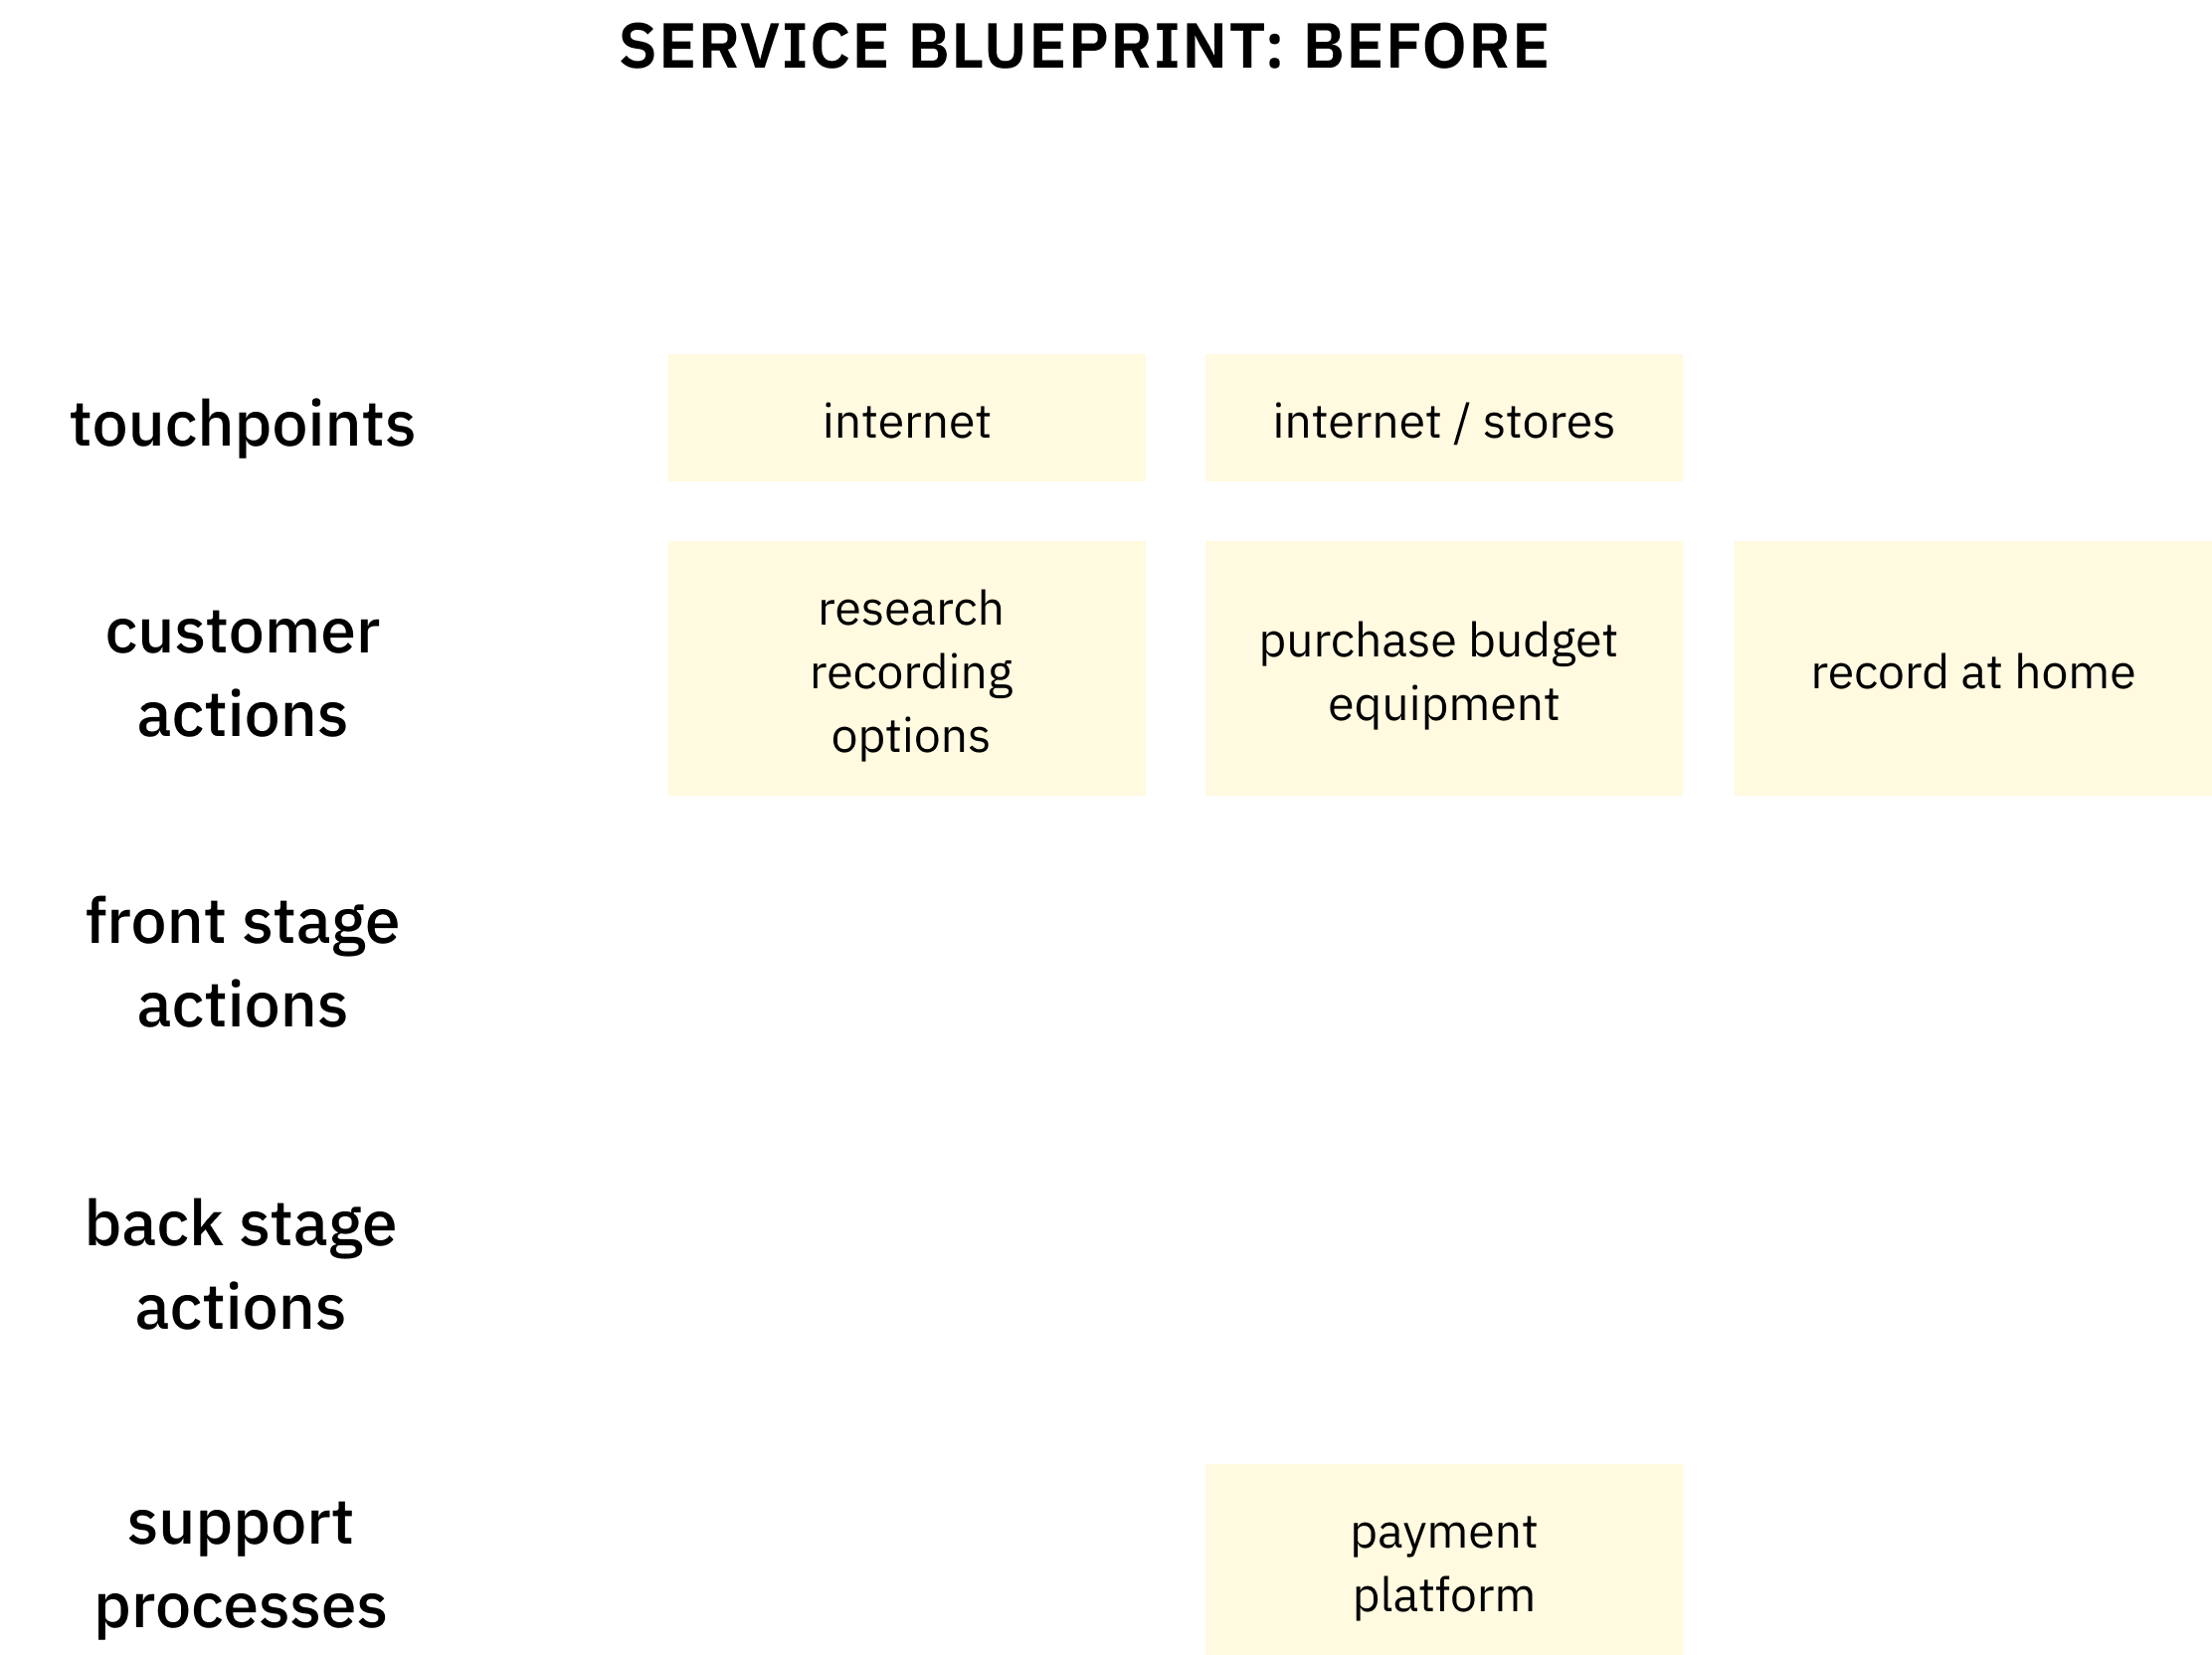 SERVICE BLUEPRINT: BEFORE
touchpoints
internet
internet / stores
customer
actions
research
recording
options
purchase budget
equipment
record at home
front stage
actions
back stage
actions
support
processes
payment
platform